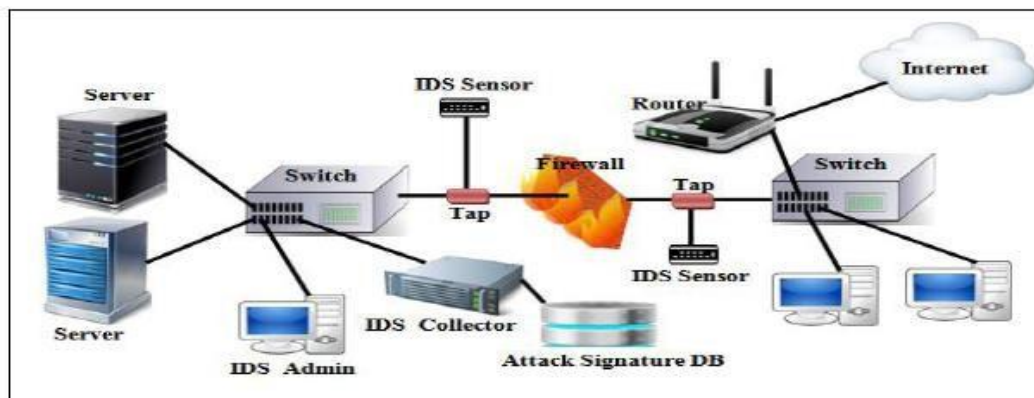 Internet
IDS Sensor
Server
Router
Firewall
Switch
Switch
Tap
Tap
IDS Sensor
IDS Collector
Server
Attack Signature DB
IDS Admin